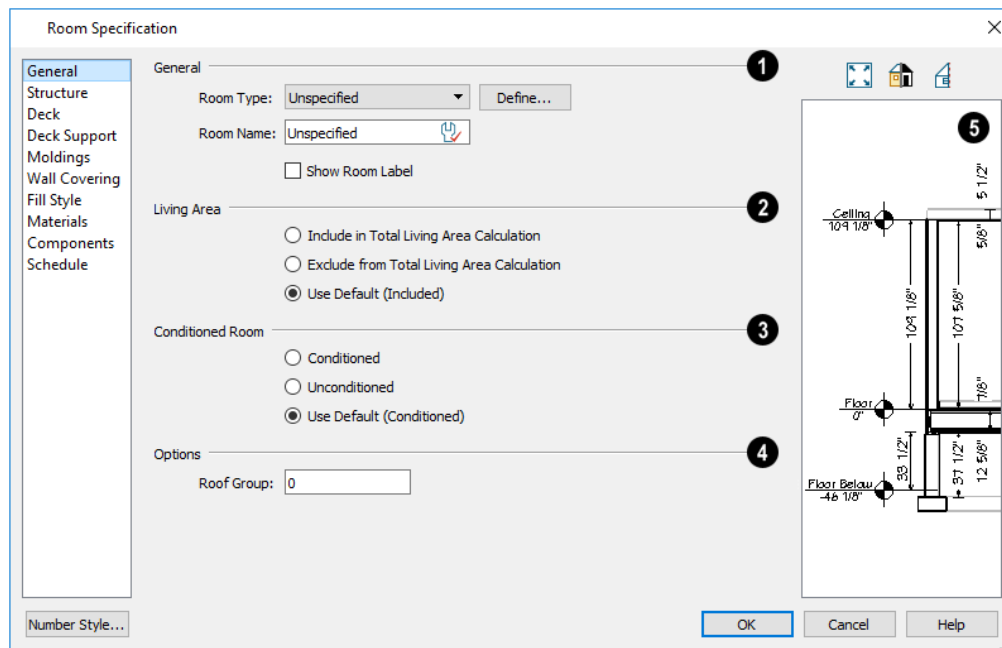 Room Specification
General
Structure
Deck
Deck Support
Moldings
Wall Covering
Fill Style
Materials
Components
Schedule
General
1
Room Type: Unspecified Define...
Room Name: Unspecified
Show Room Label
Living Area
2
Include in Total Living Area Calculation
Exclude from Total Living Area Calculation
Use Default (Included)
Conditioned Room
3
Conditioned
Unconditioned
Use Default (Conditioned)
Options
4
Roof Group: 0
5
5 1/2"
Ceiling
109 1/8"
5/8"
109 1/8"
107 5/8"
1/8"
Floor
0"
33 1/2"
37 1/2"
12 5/8"
Floor Below
-46 1/8"
Number Style...
OK
Cancel
Help